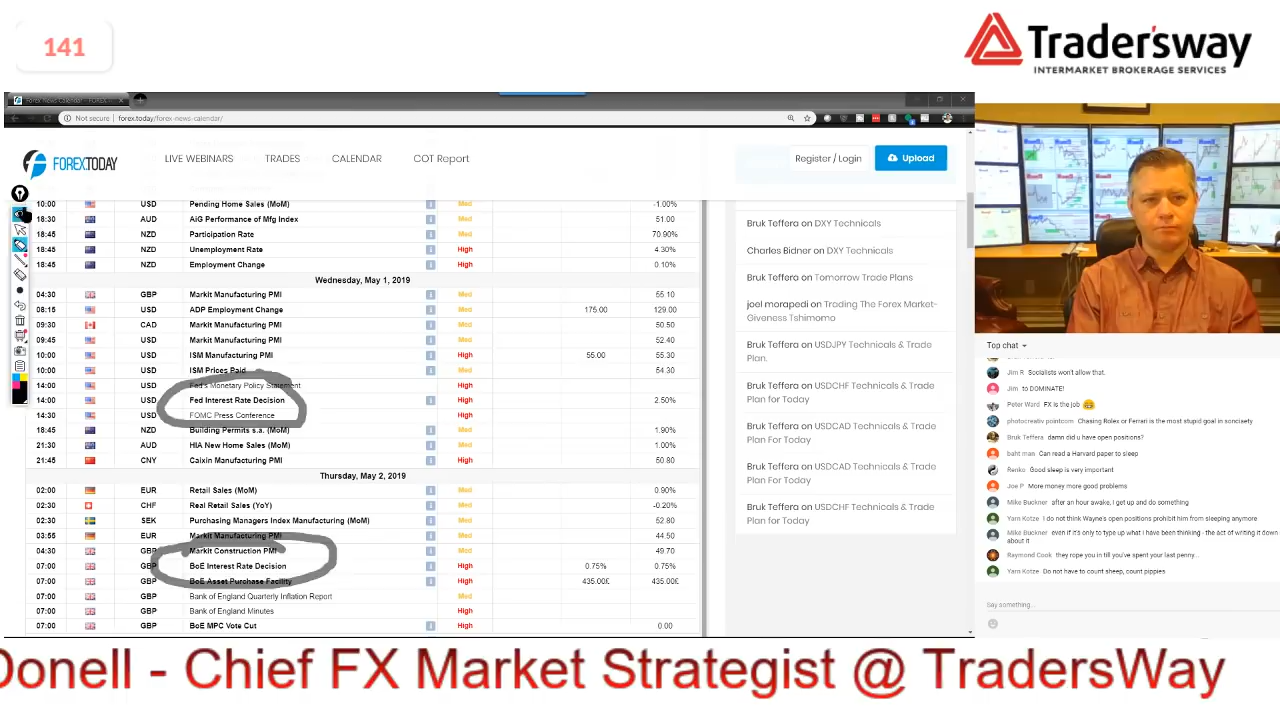 141
Trader'sway
INTERMARKET BROKERAGE SERVICES
Forex News Calendar - FOREX
Not secure | forex.today/forex-news-calendar/
FOREXTODAY LIVE WEBINARS TRADES CALENDAR COT Report Register / Login Upload
10:00 USD Pending Home Sales (MoM) Med -1.00%
18:30 AUD AiG Performance of Mfg Index Med 51.00
18:45 NZD Participation Rate Med 70.90%
18:45 NZD Unemployment Rate High 4.30%
18:45 NZD Employment Change High 0.10%
Wednesday, May 1, 2019
04:30 GBP Markit Manufacturing PMI Med 55.10
08:15 USD ADP Employment Change High 175.00 129.00
09:30 CAD Markit Manufacturing PMI Med 50.50
09:45 USD Markit Manufacturing PMI Med 52.40
10:00 USD ISM Manufacturing PMI High 55.00 55.30
10:00 USD ISM Prices Paid Med 54.30
14:00 USD Fed's Monetary Policy Statement High
14:00 USD Fed Interest Rate Decision High 2.50%
14:30 USD FOMC Press Conference High
18:45 NZD Building Permits s.a. (MoM) Med 1.90%
21:30 AUD HIA New Home Sales (MoM) Med 1.00%
21:45 CNY Caixin Manufacturing PMI High 50.80
Thursday, May 2, 2019
02:00 EUR Retail Sales (MoM) Med 0.90%
02:30 CHF Real Retail Sales (YoY) Med -0.20%
02:30 SEK Purchasing Managers Index Manufacturing (MoM) Med 52.80
03:55 EUR Markit Manufacturing PMI Med 44.50
04:30 GBP Markit Construction PMI Med 49.70
07:00 GBP BoE Interest Rate Decision High 0.75% 0.75%
07:00 GBP BoE Asset Purchase Facility High 435.00£ 435.00£
07:00 GBP Bank of England Quarterly Inflation Report High
07:00 GBP Bank of England Minutes High
07:00 GBP BoE MPC Vote Cut High 0.00
Bruk Teffera on DXY Technicals
Charles Bidner on DXY Technicals
Bruk Teffera on Tomorrow Trade Plans
joel morapedi on Trading The Forex Market-
Giveness Tshimomo
Bruk Teffera on USDJPY Technicals & Trade
Plan.
Bruk Teffera on USDCHF Technicals & Trade
Plan for Today
Bruk Teffera on USDCAD Technicals & Trade
Plan For Today
Bruk Teffera on USDCAD Technicals & Trade
Plan For Today
Bruk Teffera on USDCHF Technicals & Trade
Plan For Today
Top chat
Jim R Socialists won't allow that.
Jim to DOMINATE!
Peter Ward FX is the job
photocreativ pointcom Chasing Rolex or Ferrari is the most stupid goal in sonciaety
Bruk Teffera damn did u have open positions?
baht man Can read a Harvard paper to sleep
Renko Good sleep is very important
Joe P More money more good problems
Mike Buckner after an hour awake, I get up and do something
Yarn Kotze I do not think Wayne's open positions prohibit him from sleeping anymore
Mike Buckner even if it's only to type up what i have been thinking - the act of writing it down
about it
Raymond Cook they rope you in till you've spent your last penny...
Yarn Kotze Do not have to count sheep, count pippies
Say something...
Donell - Chief FX Market Strategist @ TradersWay